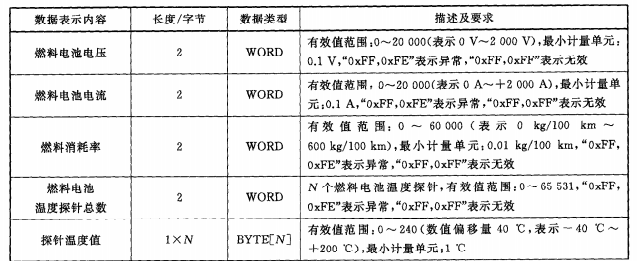 数据表示内容 长度/字节 数据类型 描述及要求
燃料电池电压 2 WORD 有效值范围:0~20 000(表示 0 V~2 000 V),最小计量单元:
0.1 V,“0xFF,0xFE”表示异常,“0xFF,0xFF”表示无效
燃料电池电流 2 WORD 有效值范围:0~20 000(表示 0 A~+2 000 A),最小计量单
元:0.1 A,“0xFF,0xFE”表示异常,“0xFF,0xFF”表示无效
燃料消耗率 2 WORD 有效值范围:0~60 000(表示 0 kg/100 km~
600 kg/100 km),最小计量单元:0.01 kg/100 km,“0xFF,
0xFE”表示异常,“0xFF,0xFF”表示无效
燃料电池
温度探针总数 2 WORD N个燃料电池温度探针,有效值范围:0~65 531,“0xFF,
0xFE”表示异常,“0xFF,0xFF”表示无效
探针温度值 1×N BYTE[N] 有效值范围:0~240(数值偏移量 40 ℃,表示-40 ℃~
+200 ℃),最小计量单元,1 ℃